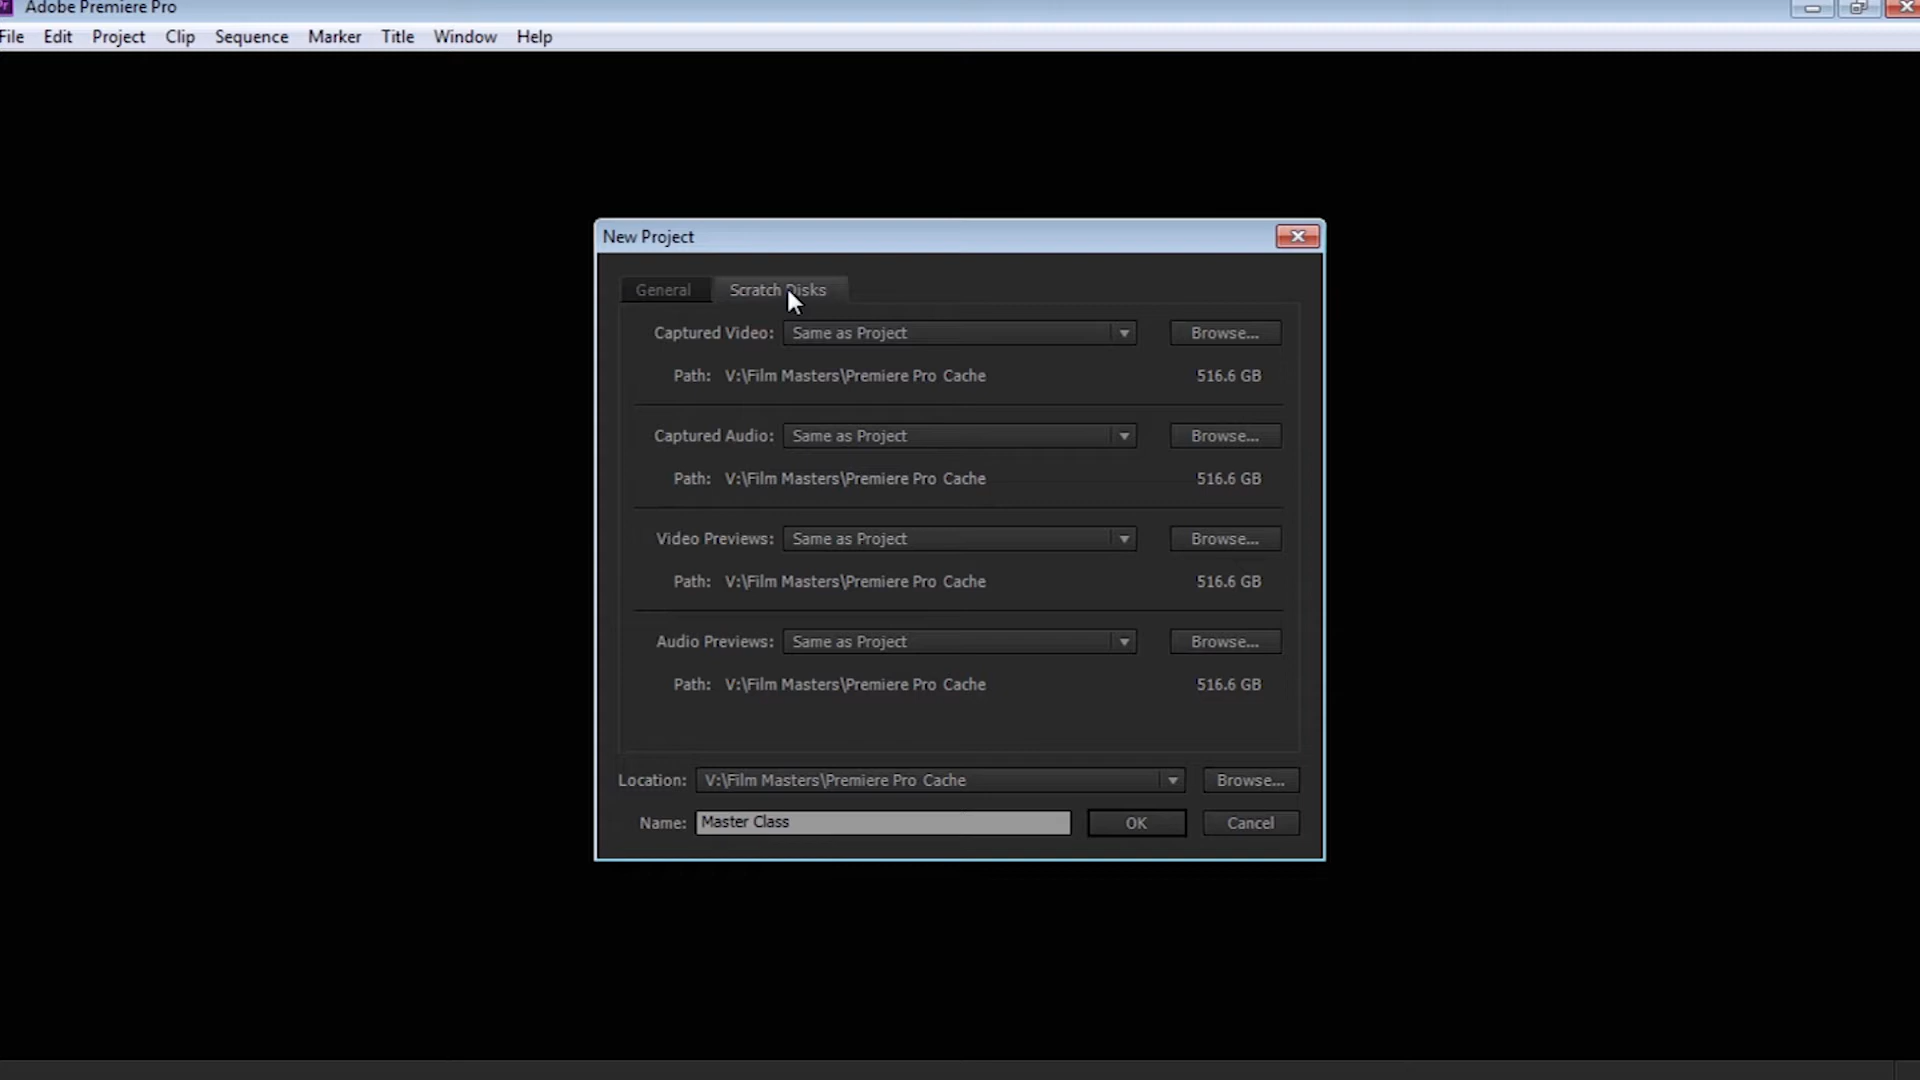 Pr Adobe Premiere Pro
File Edit Project Clip Sequence Marker Title Window Help
New Project
General Scratch Disks
Captured Video: Same as Project Browse...
Path: V:\Film Masters\Premiere Pro Cache 516.6 GB
Captured Audio: Same as Project Browse...
Path: V:\Film Masters\Premiere Pro Cache 516.6 GB
Video Previews: Same as Project Browse...
Path: V:\Film Masters\Premiere Pro Cache 516.6 GB
Audio Previews: Same as Project Browse...
Path: V:\Film Masters\Premiere Pro Cache 516.6 GB
Location: V:\Film Masters\Premiere Pro Cache Browse...
Name: Master Class OK Cancel